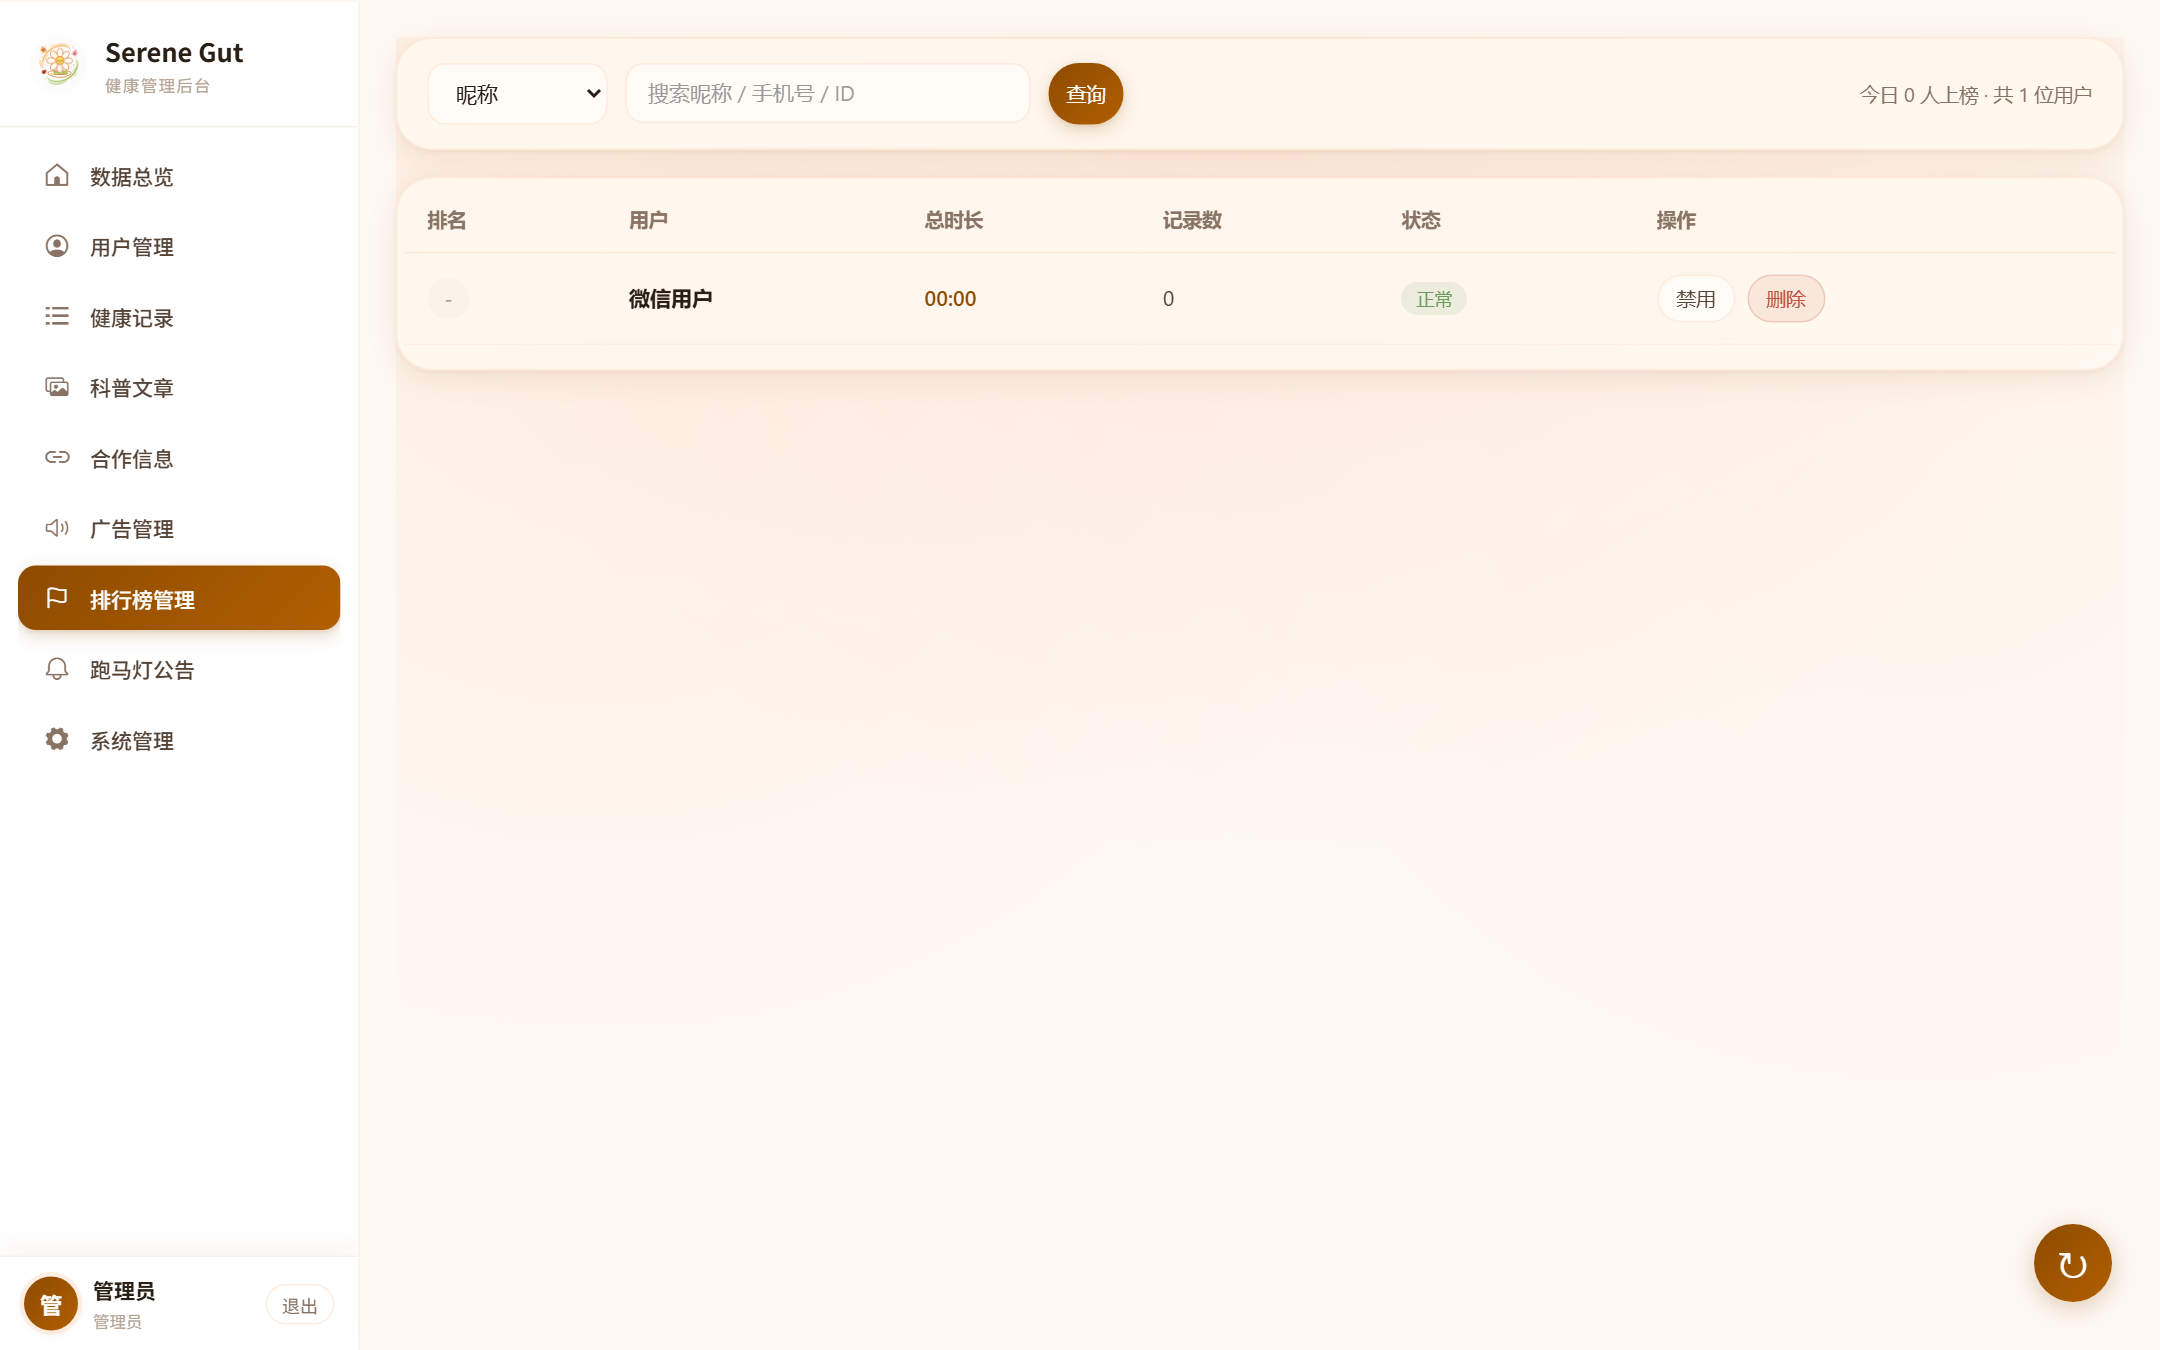 Serene Gut
健康管理后台
数据总览
用户管理
健康记录
科普文章
合作信息
广告管理
排行榜管理
跑马灯公告
系统管理
管
管理员
管理员
退出
昵称
搜索昵称 / 手机号 / ID
查询
今日 0 人上榜 · 共 1 位用户
排名 用户 总时长 记录数 状态 操作
- 微信用户 00:00 0 正常 禁用 删除